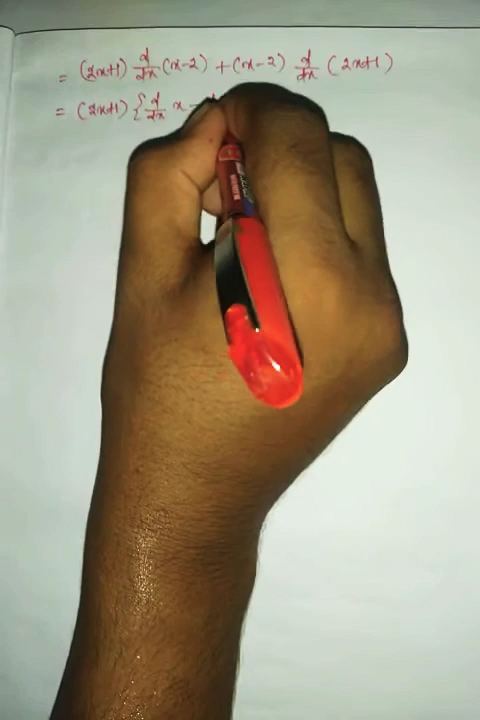 = (2x+1) d/dx (x-2) + (x-2) d/dx (2x+1)
= (2x+1) { d/dx x -